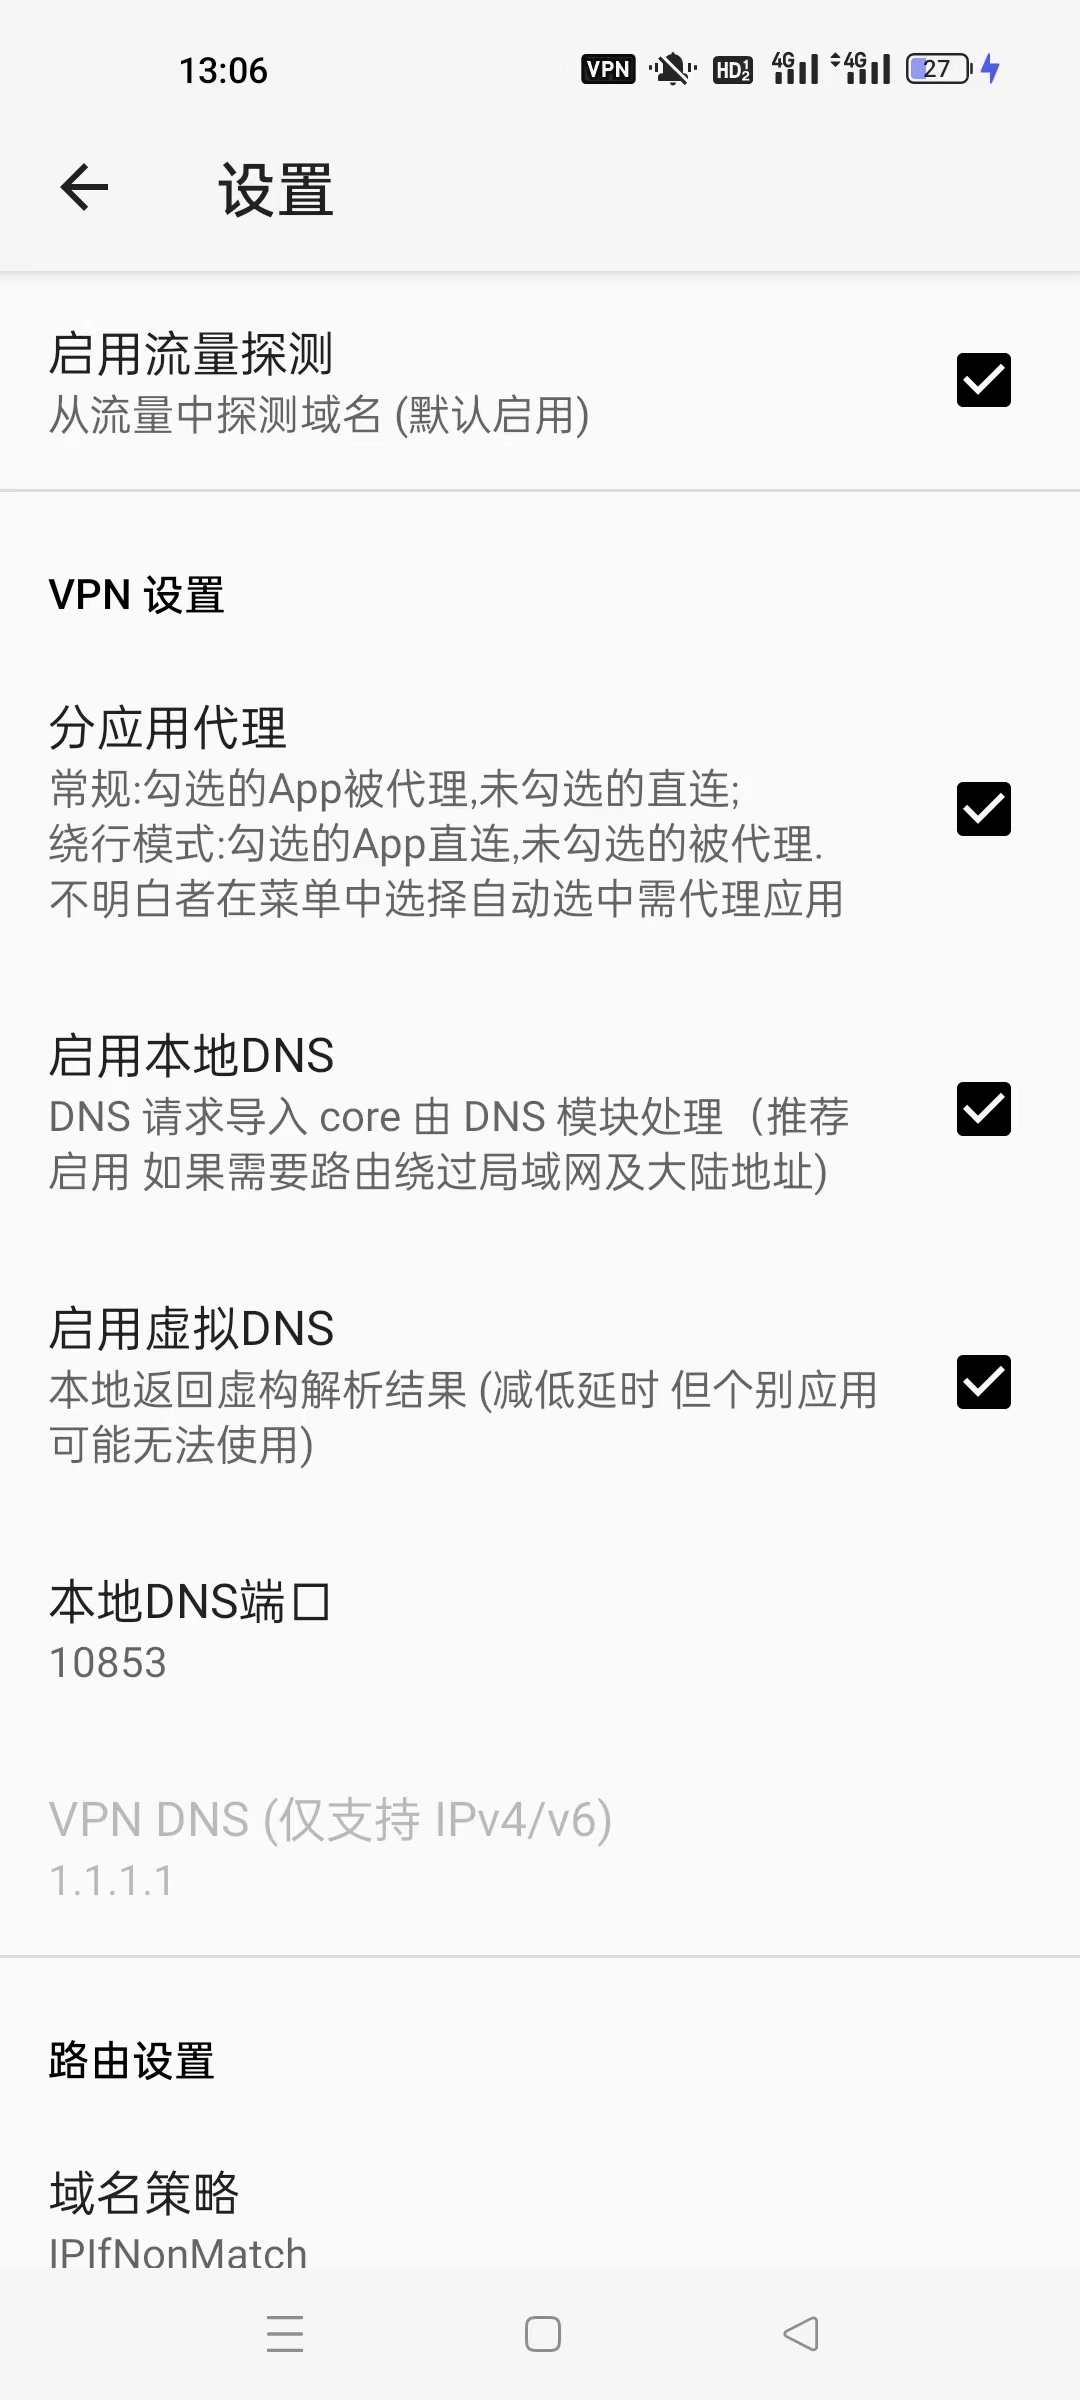 13:06
VPN
HD 1 2
4G
4G
27
设置
启用流量探测
从流量中探测域名 (默认启用)
VPN 设置
分应用代理
常规:勾选的App被代理,未勾选的直连;
绕行模式:勾选的App直连,未勾选的被代理.
不明白者在菜单中选择自动选中需代理应用
启用本地DNS
DNS 请求导入 core 由 DNS 模块处理（推荐
启用 如果需要路由绕过局域网及大陆地址)
启用虚拟DNS
本地返回虚构解析结果 (减低延时 但个别应用
可能无法使用)
本地DNS端口
10853
VPN DNS (仅支持 IPv4/v6)
1.1.1.1
路由设置
域名策略
IPIfNonMatch